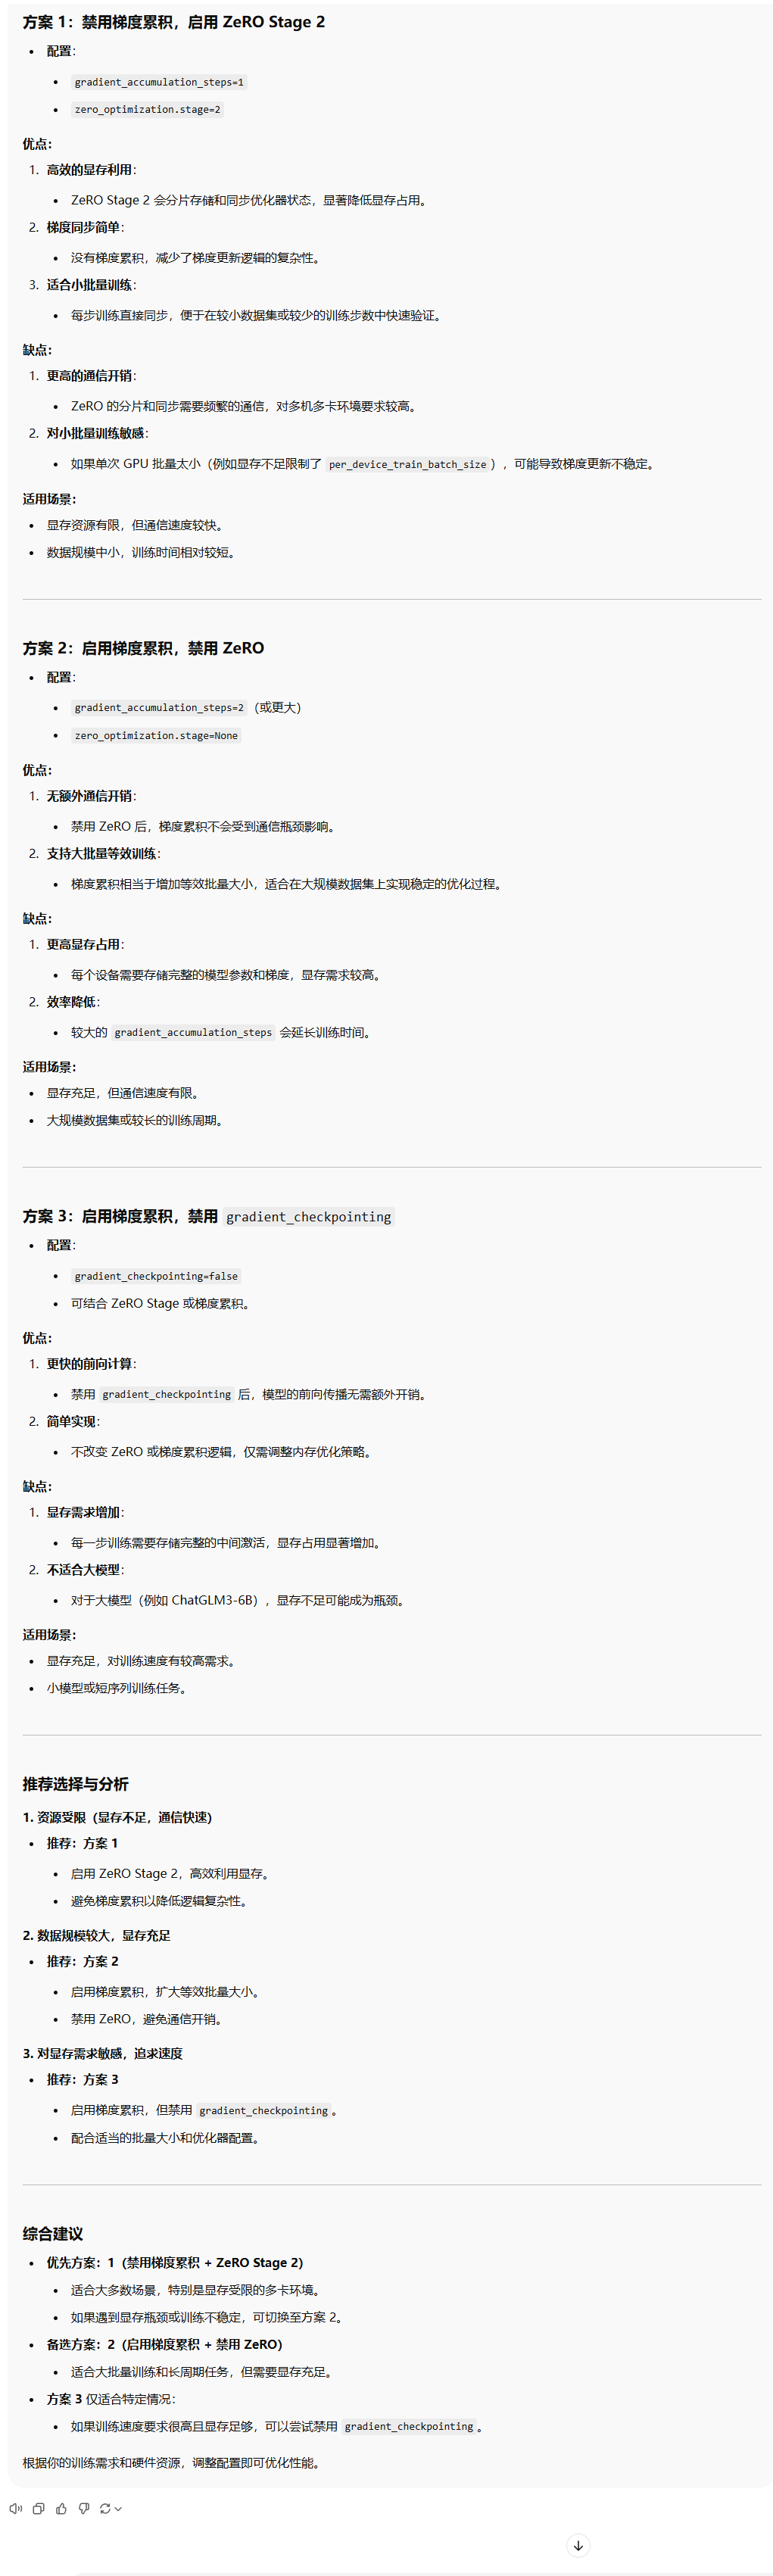 方案 1：禁用梯度累积，启用 ZeRO Stage 2
• 配置：
• gradient_accumulation_steps=1
• zero_optimization.stage=2
优点：
1. 高效的显存利用：
• ZeRO Stage 2 会分片存储和同步优化器状态，显著降低显存占用。
2. 梯度同步简单：
• 没有梯度累积，减少了梯度更新逻辑的复杂性。
3. 适合小批量训练：
• 每步训练直接同步，便于在较小数据集或较少的训练步数中快速验证。
缺点：
1. 更高的通信开销：
• ZeRO 的分片和同步需要频繁的通信，对多机多卡环境要求较高。
2. 对小批量训练敏感：
• 如果单次 GPU 批量太小（例如显存不足限制了 per_device_train_batch_size），可能导致梯度更新不稳定。
适用场景：
• 显存资源有限，但通信速度较快。
• 数据规模中小，训练时间相对较短。
方案 2：启用梯度累积，禁用 ZeRO
• 配置：
• gradient_accumulation_steps=2（或更大）
• zero_optimization.stage=None
优点：
1. 无额外通信开销：
• 禁用 ZeRO 后，梯度累积不会受到通信瓶颈影响。
2. 支持大批量等效训练：
• 梯度累积相当于增加等效批量大小，适合在大规模数据集上实现稳定的优化过程。
缺点：
1. 更高显存占用：
• 每个设备需要存储完整的模型参数和梯度，显存需求较高。
2. 效率降低：
• 较大的 gradient_accumulation_steps 会延长训练时间。
适用场景：
• 显存充足，但通信速度有限。
• 大规模数据集或较长的训练周期。
方案 3：启用梯度累积，禁用 gradient_checkpointing
• 配置：
• gradient_checkpointing=false
• 可结合 ZeRO Stage 或梯度累积。
优点：
1. 更快的前向计算：
• 禁用 gradient_checkpointing 后，模型的前向传播无需额外开销。
2. 简单实现：
• 不改变 ZeRO 或梯度累积逻辑，仅需调整内存优化策略。
缺点：
1. 显存需求增加：
• 每一步训练需要存储完整的中间激活，显存占用显著增加。
2. 不适合大模型：
• 对于大模型（例如 ChatGLM3-6B），显存不足可能成为瓶颈。
适用场景：
• 显存充足，对训练速度有较高需求。
• 小模型或短序列训练任务。
推荐选择与分析
1. 资源受限（显存不足，通信快速）
• 推荐：方案 1
• 启用 ZeRO Stage 2，高效利用显存。
• 避免梯度累积以降低逻辑复杂性。
2. 数据规模较大，显存充足
• 推荐：方案 2
• 启用梯度累积，扩大等效批量大小。
• 禁用 ZeRO，避免通信开销。
3. 对显存需求敏感，追求速度
• 推荐：方案 3
• 启用梯度累积，但禁用 gradient_checkpointing。
• 配合适当的批量大小和优化器配置。
综合建议
• 优先方案：1（禁用梯度累积 + ZeRO Stage 2）
• 适合大多数场景，特别是显存受限的多卡环境。
• 如果遇到显存瓶颈或训练不稳定，可切换至方案 2。
• 备选方案：2（启用梯度累积 + 禁用 ZeRO）
• 适合大批量训练和长周期任务，但需要显存充足。
• 方案 3 仅适合特定情况：
• 如果训练速度要求很高且显存足够，可以尝试禁用 gradient_checkpointing。
根据你的训练需求和硬件资源，调整配置即可优化性能。